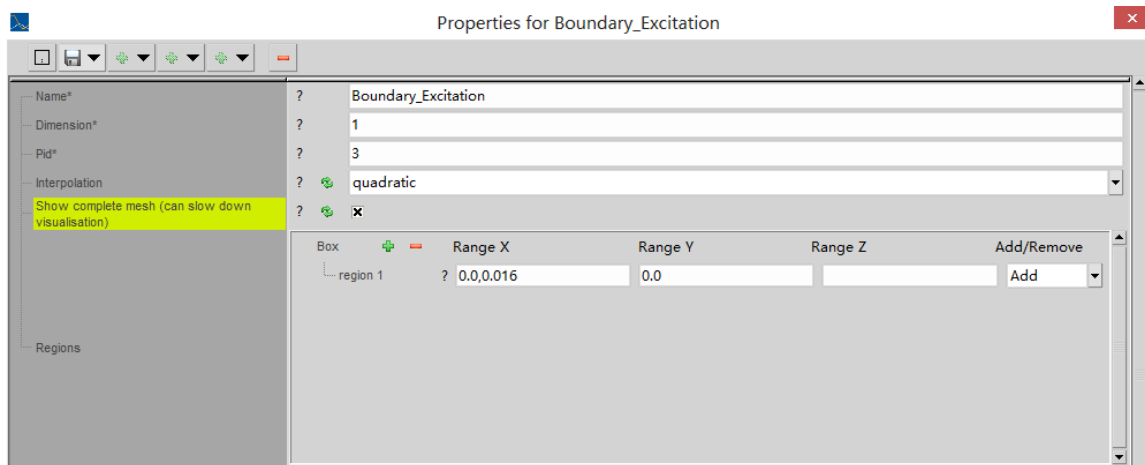 Properties for Boundary_Excitation
Name* ? Boundary_Excitation
Dimension* ? 1
Pid* ? 3
Interpolation ? quadratic
Show complete mesh (can slow down
visualisation) ?
Box Range X Range Y Range Z Add/Remove
region 1 ? 0.0,0.016 0.0 Add
Regions